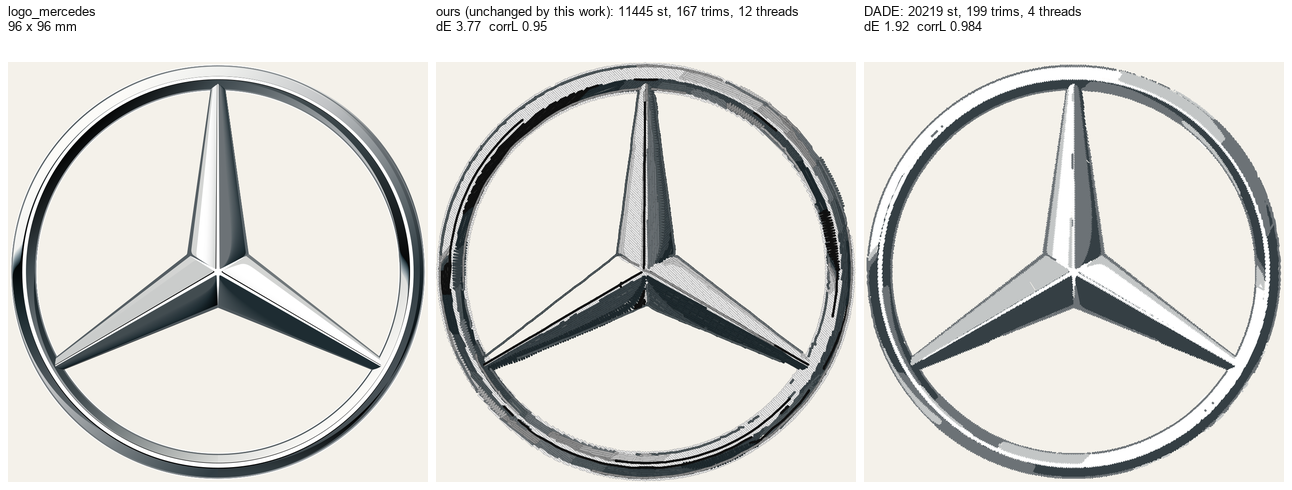 logo_mercedes
96 x 96 mm
ours (unchanged by this work): 11445 st, 167 trims, 12 threads
dE 3.77  corrL 0.95
DADE: 20219 st, 199 trims, 4 threads
dE 1.92  corrL 0.984